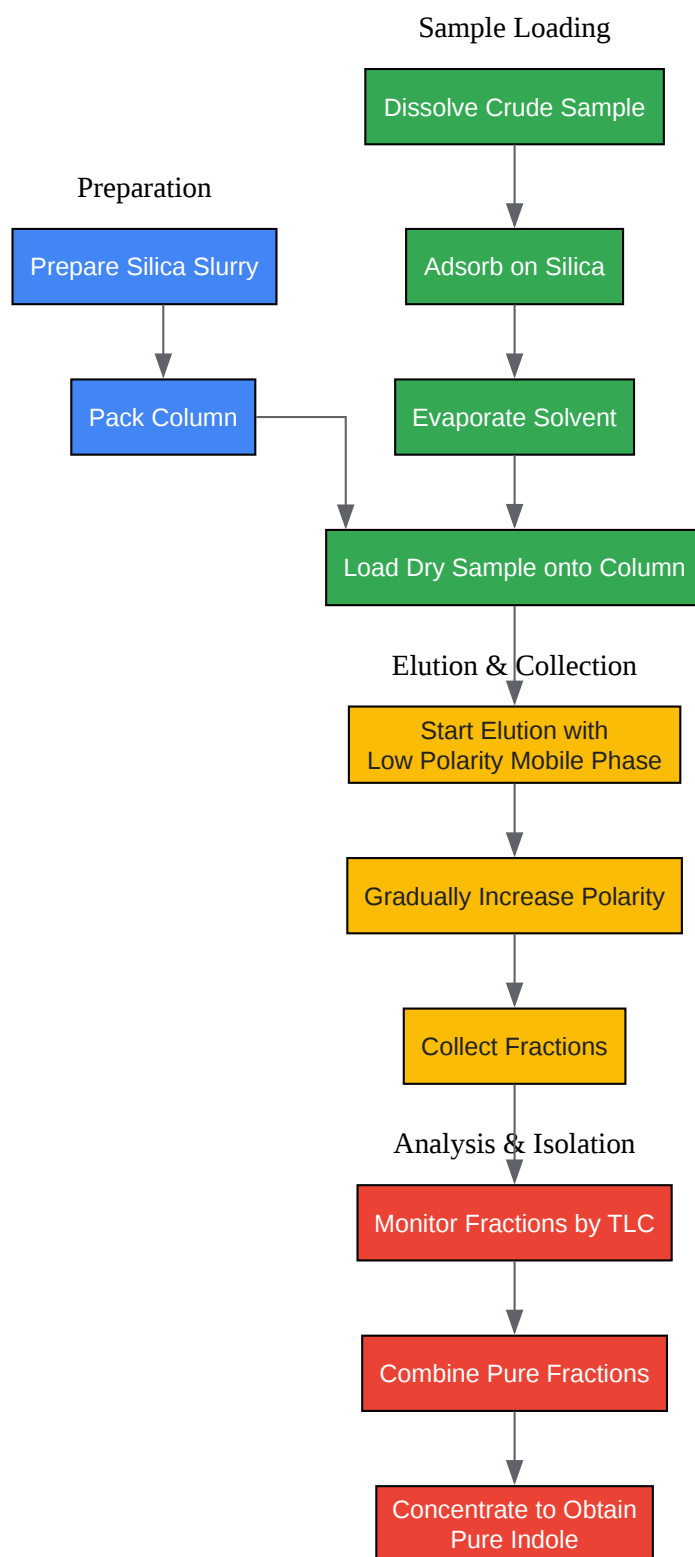 Sample Loading
Dissolve Crude Sample
Preparation
Prepare Silica Slurry
Adsorb on Silica
Pack Column
Evaporate Solvent
Load Dry Sample onto Column
Elution & Collection
Start Elution with
Low Polarity Mobile Phase
Gradually Increase Polarity
Collect Fractions
Analysis & Isolation
Monitor Fractions by TLC
Combine Pure Fractions
Concentrate to Obtain
Pure Indole